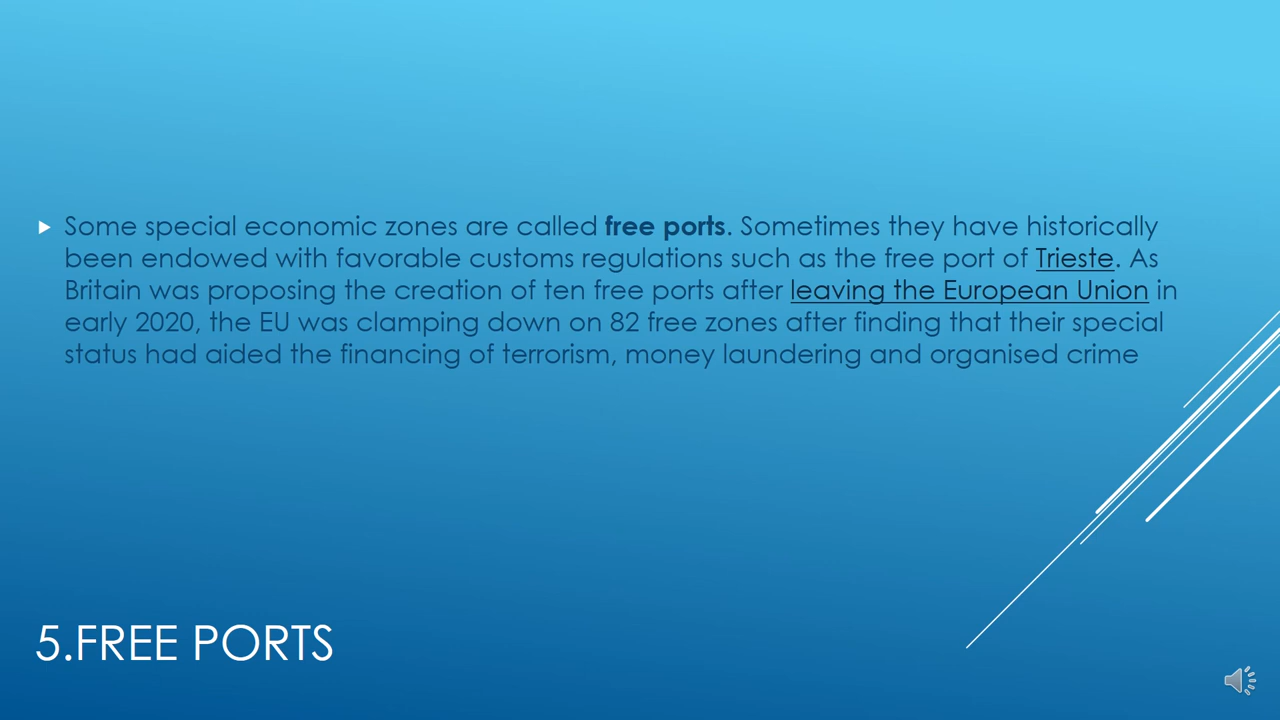 Some special economic zones are called free ports. Sometimes they have historically
been endowed with favorable customs regulations such as the free port of Trieste. As
Britain was proposing the creation of ten free ports after leaving the European Union in
early 2020, the EU was clamping down on 82 free zones after finding that their special
status had aided the financing of terrorism, money laundering and organised crime
5.FREE PORTS